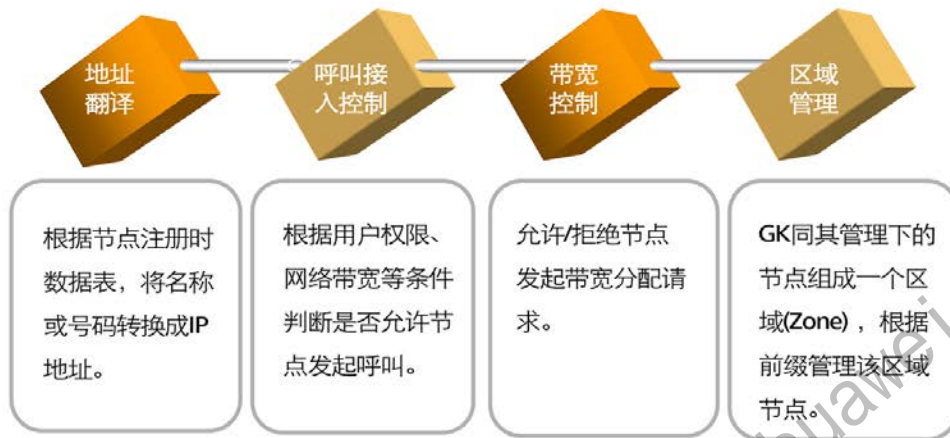 地址
翻译
呼叫接
入控制
带宽
控制
区域
管理
根据节点注册时
数据表，将名称
或号码转换成IP
地址。
根据用户权限、
网络带宽等条件
判断是否允许节
点发起呼叫。
允许/拒绝节点
发起带宽分配请
求。
GK同其管理下的
节点组成一个区
域(Zone) ，根据
前缀管理该区域
节点。
huawei